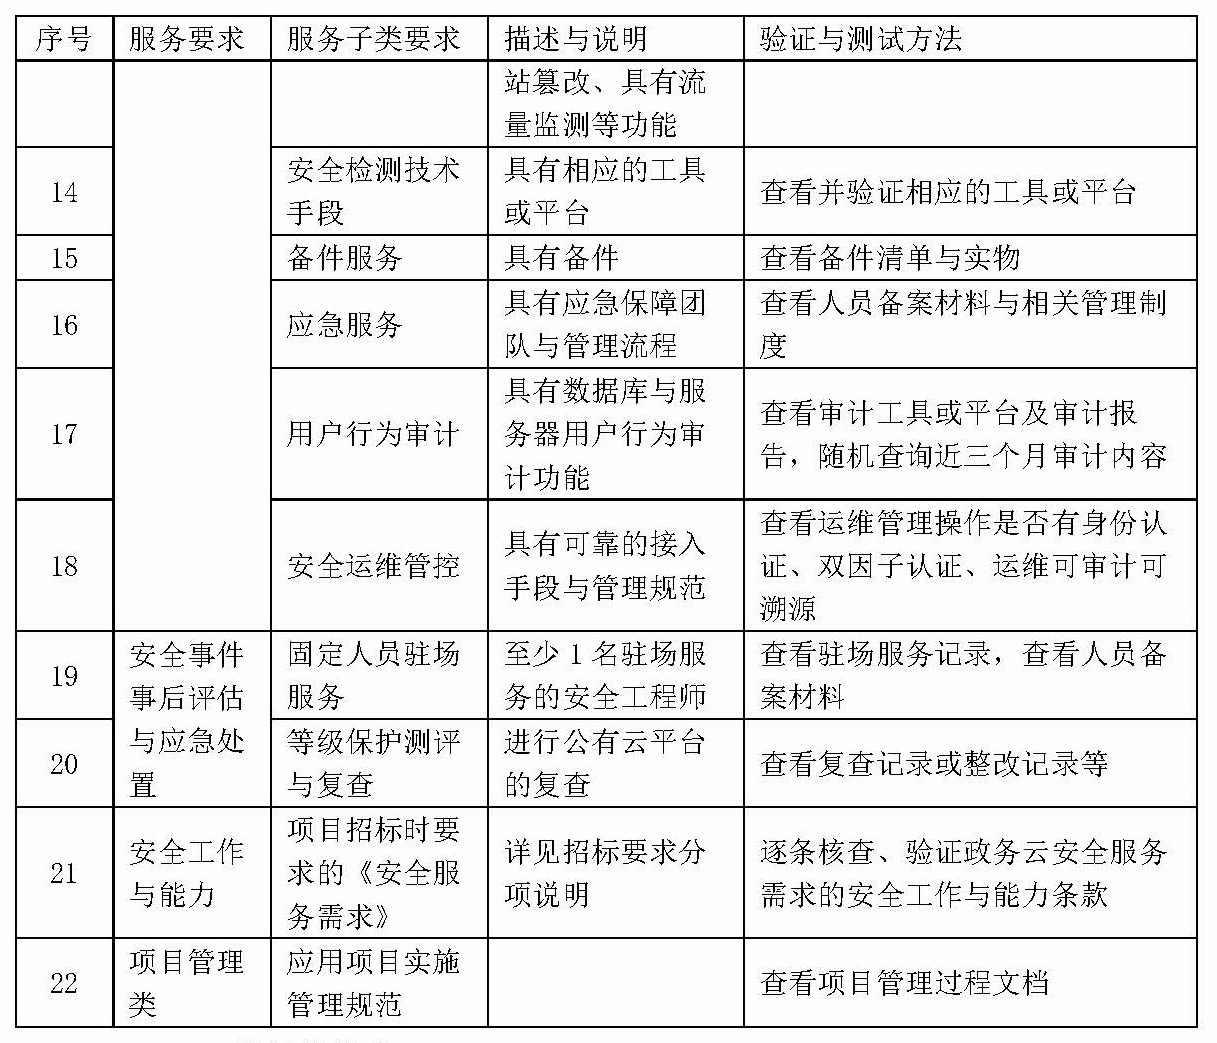 序号 服务要求 服务子类要求 描述与说明 验证与测试方法
站篡改、具有流
量监测等功能
14
安全检测技术
手段
具有相应的工具
或平台
查看并验证相应的工具或平台
15
备件服务
具有备件
查看备件清单与实物
16
应急服务
具有应急保障团
队与管理流程
查看人员备案材料与相关管理制
度
17
用户行为审计
具有数据库与服
务器用户行为审
计功能
查看审计工具或平台及审计报
告，随机查询近三个月审计内容
18
安全运维管控
具有可靠的接入
手段与管理规范
查看运维管理操作是否有身份认
证、双因子认证、运维可审计可
溯源
安全事件
事后评估
与应急处
置
19
固定人员驻场
服务
至少 1 名驻场服
务的安全工程师
查看驻场服务记录，查看人员备
案材料
20
等级保护测评
与复查
进行公有云平台
的复查
查看复查记录或整改记录等
21
安全工作
与能力
项目招标时要
求的《安全服
务需求》
详见招标要求分
项说明
逐条核查、验证政务云安全服务
需求的安全工作与能力条款
22
项目管理
类
应用项目实施
管理规范
查看项目管理过程文档